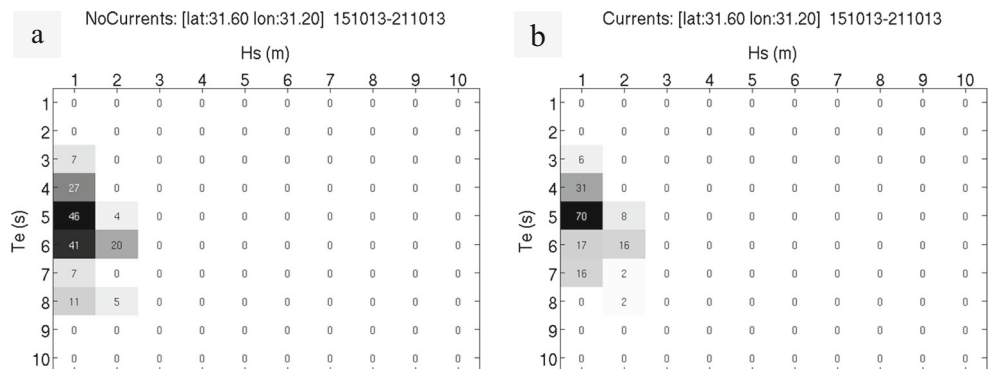 a
NoCurrents: [lat:31.60 lon:31.20] 151013-211013
Hs (m)
1 2 3 4 5 6 7 8 9 10
Te (s)
1 0 0 0 0 0 0 0 0 0 0
2 0 0 0 0 0 0 0 0 0 0
3 7 0 0 0 0 0 0 0 0 0
4 27 0 0 0 0 0 0 0 0 0
5 46 4 0 0 0 0 0 0 0 0
6 41 20 0 0 0 0 0 0 0 0
7 7 0 0 0 0 0 0 0 0 0
8 11 5 0 0 0 0 0 0 0 0
9 0 0 0 0 0 0 0 0 0 0
10 0 0 0 0 0 0 0 0 0 0
b
Currents: [lat:31.60 lon:31.20] 151013-211013
Hs (m)
1 2 3 4 5 6 7 8 9 10
Te (s)
1 0 0 0 0 0 0 0 0 0 0
2 0 0 0 0 0 0 0 0 0 0
3 6 0 0 0 0 0 0 0 0 0
4 31 0 0 0 0 0 0 0 0 0
5 70 8 0 0 0 0 0 0 0 0
6 17 16 0 0 0 0 0 0 0 0
7 16 2 0 0 0 0 0 0 0 0
8 0 2 0 0 0 0 0 0 0 0
9 0 0 0 0 0 0 0 0 0 0
10 0 0 0 0 0 0 0 0 0 0